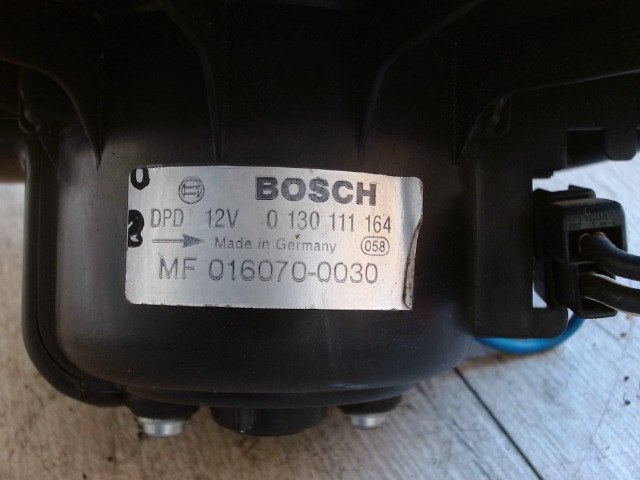 BOSCH
DPD 12V 0 130 111 164
Made in Germany 058
MF 016070-0030